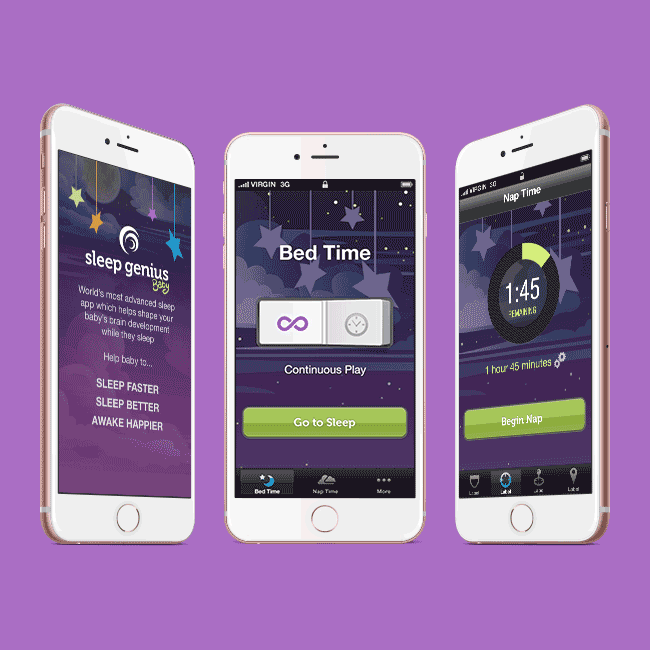 sleep genius
Baby
World's most advanced sleep
app which helps shape your
baby's brain development
while they sleep
Help baby to...
SLEEP FASTER
SLEEP BETTER
AWAKE HAPPIER
VIRGIN 3G
Bed Time
Continuous Play
Go to Sleep
Bed Time
Nap Time
More
VIRGIN 3G
Nap Time
1:45
REMAINING
1 hour 45 minutes
Begin Nap
Label
Label
Label
Label